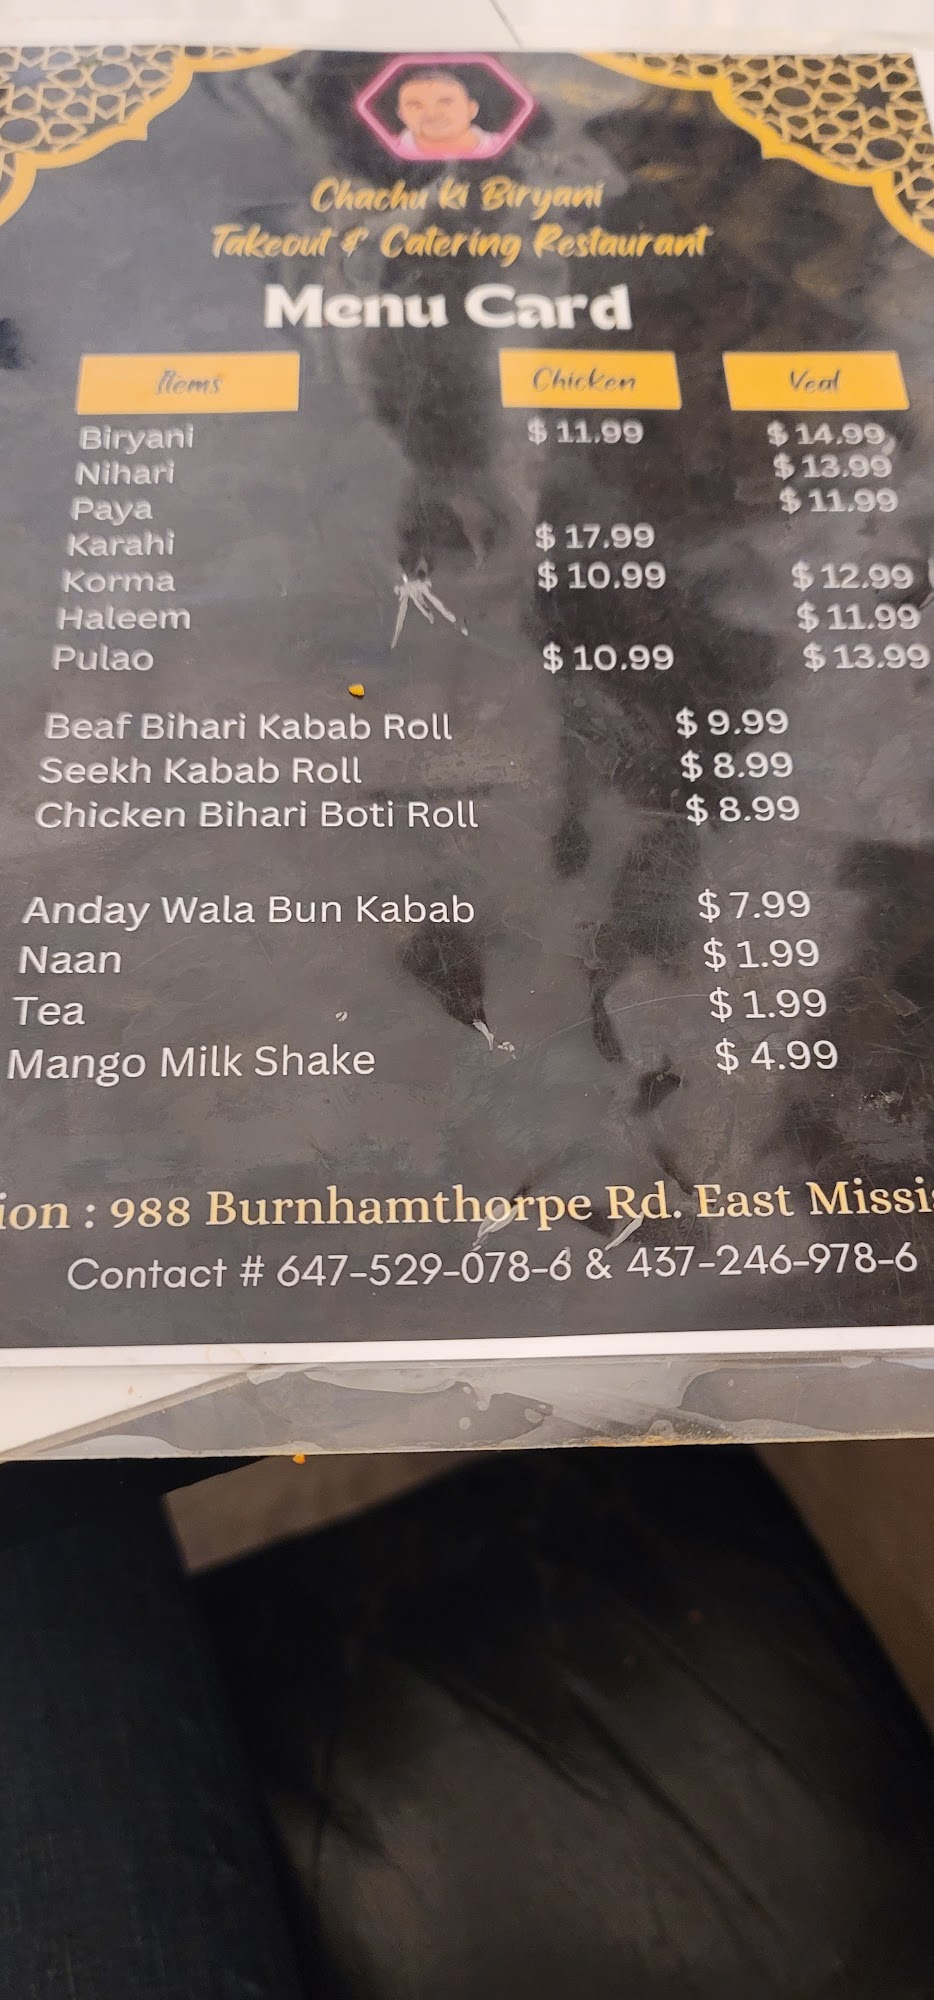 Chachu ki Biryani
Takeout & Catering Restaurant
Menu Card
Items Chicken Veal
Biryani $ 11.99 $ 14.99
Nihari $ 13.99
Paya $ 11.99
Karahi $ 17.99
Korma $ 10.99 $ 12.99
Haleem $ 11.99
Pulao $ 10.99 $ 13.99
Beaf Bihari Kabab Roll $ 9.99
Seekh Kabab Roll $ 8.99
Chicken Bihari Boti Roll $ 8.99
Anday Wala Bun Kabab $ 7.99
Naan $ 1.99
Tea $ 1.99
Mango Milk Shake $ 4.99
ion : 988 Burnhamthorpe Rd. East Missi
Contact # 647-529-078-6 & 437-246-978-6